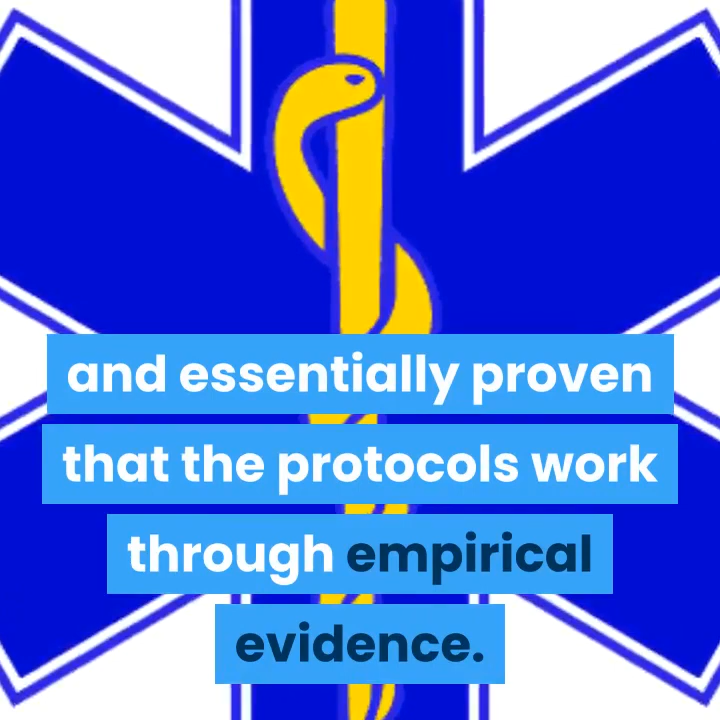 and essentially proven
that the protocols work
through empirical
evidence.